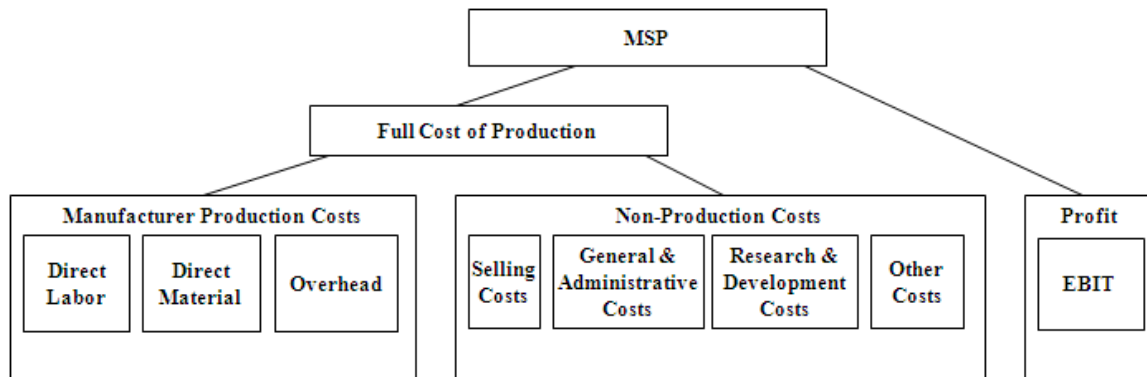 MSP
Full Cost of Production
Manufacturer Production Costs
Direct
Labor
Direct
Material
Overhead
Non-Production Costs
Selling
Costs
General &
Administrative
Costs
Research &
Development
Costs
Other
Costs
Profit
EBIT